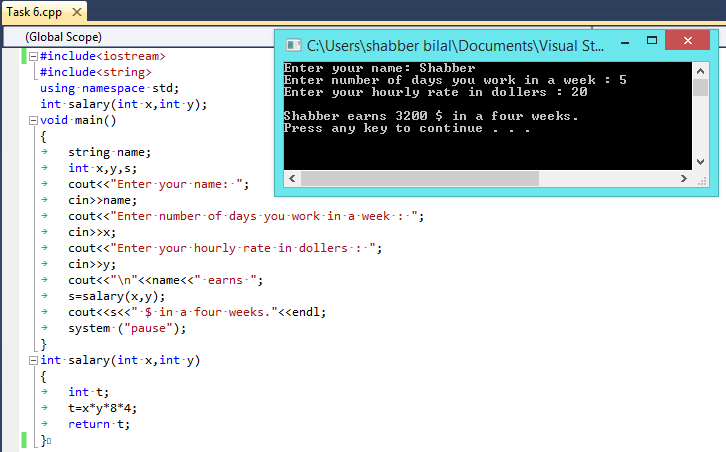 Task 6.cpp
(Global Scope)
#include<iostream>
#include<string>
using namespace std;
int salary(int x,int y);
void main()
{
string name;
int x,y,s;
cout<<"Enter your name: ";
cin>>name;
cout<<"Enter number of days you work in a week : ";
cin>>x;
cout<<"Enter your hourly rate in dollers : ";
cin>>y;
cout<<"\n"<<name<<" earns ";
s=salary(x,y);
cout<<s<<" $ in a four weeks."<<endl;
system ("pause");
}
int salary(int x,int y)
{
int t;
t=x*y*8*4;
return t;
}
C:\Users\shabber bilal\Documents\Visual St...
Enter your name: Shabber
Enter number of days you work in a week : 5
Enter your hourly rate in dollers : 20
Shabber earns 3200 $ in a four weeks.
Press any key to continue . . .